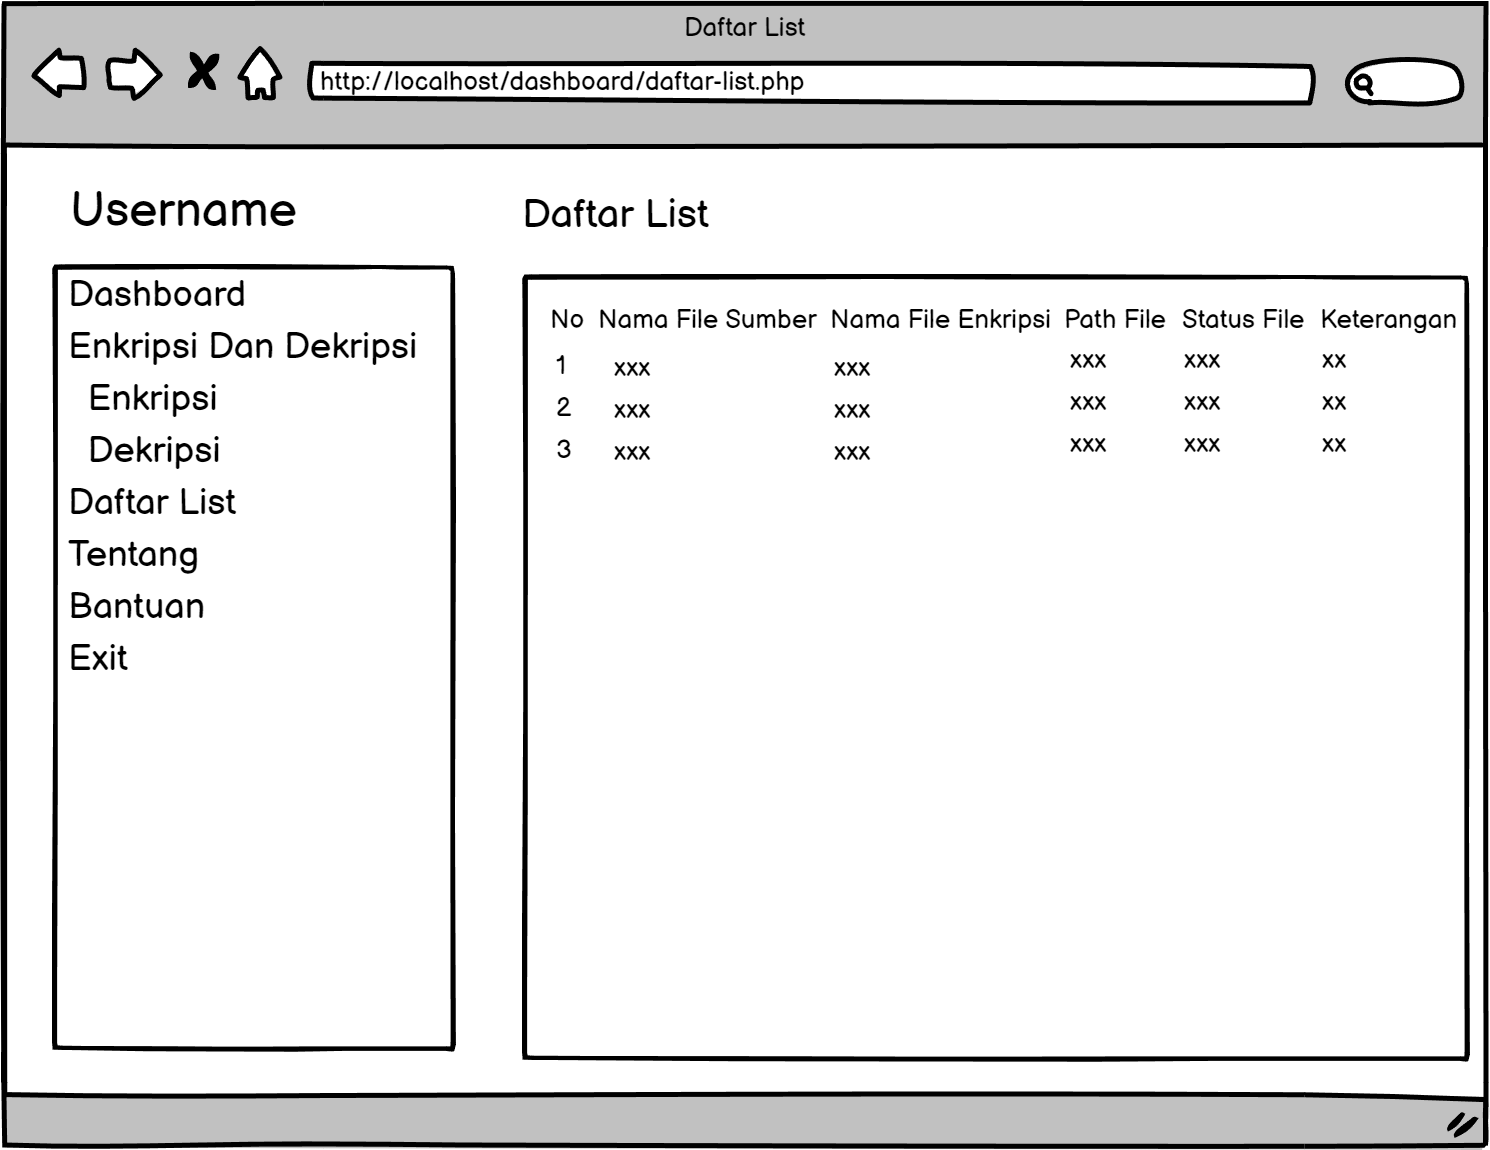 Daftar List
http://localhost/dashboard/daftar-list.php
Username
Dashboard
Enkripsi Dan Dekripsi
Enkripsi
Dekripsi
Daftar List
Tentang
Bantuan
Exit
Daftar List
No Nama File Sumber Nama File Enkripsi Path File Status File Keterangan
1 xxx xxx xxx xxx xx
2 xxx xxx xxx xxx xx
3 xxx xxx xxx xxx xx